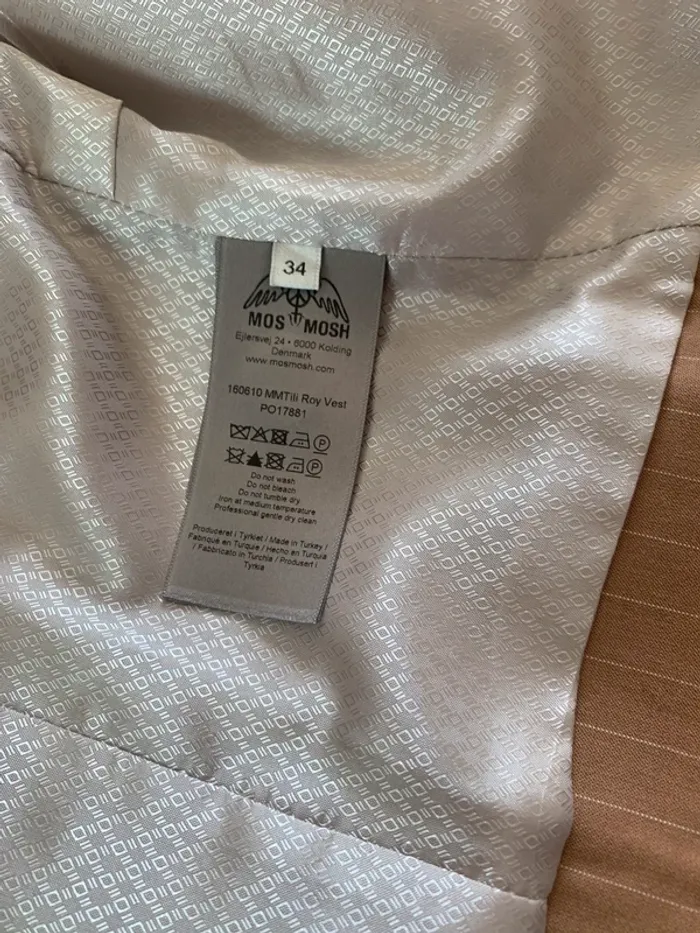 34
MOS MOSH
Ejlersvej 24 • 6000 Kolding
Denmark
www.mosmosh.com
160610 MMTili Roy Vest
PO17881
P
P
Do not wash
Do not bleach
Do not tumble dry
Iron at medium temperature
Professional gentle dry clean
Produceret i Tyrkiet / Made in Turkey /
Fabriqué en Turquie / Hecho en Turquía
/ Fabbricato in Turchia / Produsert i
Tyrkia